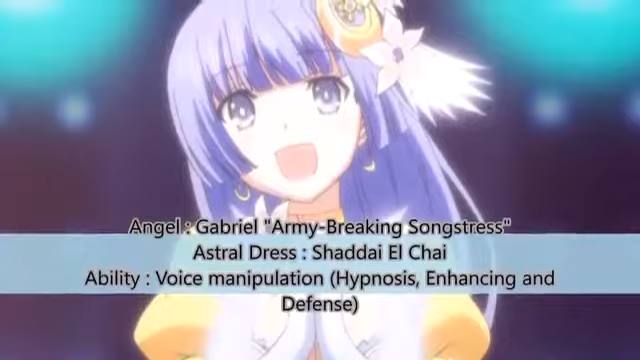 Angel : Gabriel "Army-Breaking Songstress"
Astral Dress : Shaddai El Chai
Ability : Voice manipulation (Hypnosis, Enhancing and
Defense)